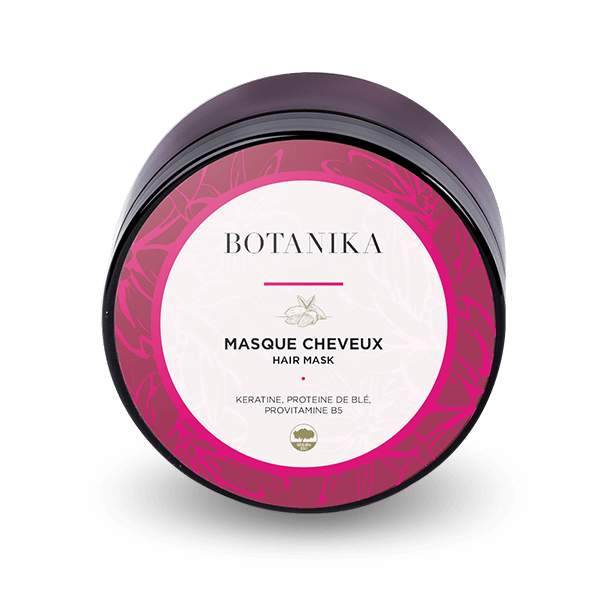 BOTANIKA
MASQUE CHEVEUX
HAIR MASK
KERATINE, PROTEINE DE BLÉ,
PROVITAMINE B5